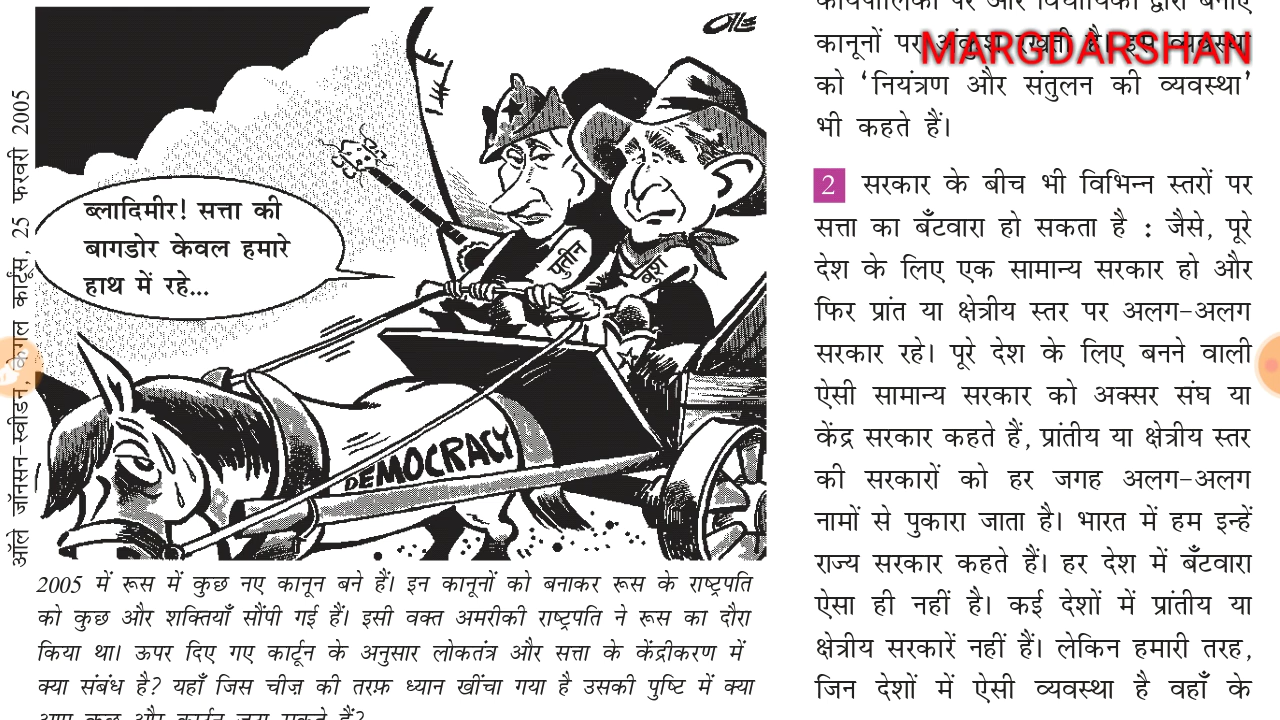 ऑले जॉनसन-स्वीडन, केगल कार्टूंस, 25 फरवरी 2005
ब्लादिमीर! सत्ता की
बागडोर केवल हमारे
हाथ में रहे...
पुतीन
बुश
DEMOCRACY
2005 में रूस में कुछ नए कानून बने हैं। इन कानूनों को बनाकर रूस के राष्ट्रपति
को कुछ और शक्तियाँ सौंपी गई हैं। इसी वक्त अमरीकी राष्ट्रपति ने रूस का दौरा
किया था। ऊपर दिए गए कार्टून के अनुसार लोकतंत्र और सत्ता के केंद्रीकरण में
क्या संबंध है? यहाँ जिस चीज़ की तरफ़ ध्यान खींचा गया है उसकी पुष्टि में क्या
कानूनों पर अंकुश रखती है। इस व्यवस्था
MARGDARSHAN
को ‘नियंत्रण और संतुलन की व्यवस्था’
भी कहते हैं।
2 सरकार के बीच भी विभिन्न स्तरों पर
सत्ता का बँटवारा हो सकता है : जैसे, पूरे
देश के लिए एक सामान्य सरकार हो और
फिर प्रांत या क्षेत्रीय स्तर पर अलग-अलग
सरकार रहे। पूरे देश के लिए बनने वाली
ऐसी सामान्य सरकार को अक्सर संघ या
केंद्र सरकार कहते हैं, प्रांतीय या क्षेत्रीय स्तर
की सरकारों को हर जगह अलग-अलग
नामों से पुकारा जाता है। भारत में हम इन्हें
राज्य सरकार कहते हैं। हर देश में बँटवारा
ऐसा ही नहीं है। कई देशों में प्रांतीय या
क्षेत्रीय सरकारें नहीं हैं। लेकिन हमारी तरह,
जिन देशों में ऐसी व्यवस्था है वहाँ के